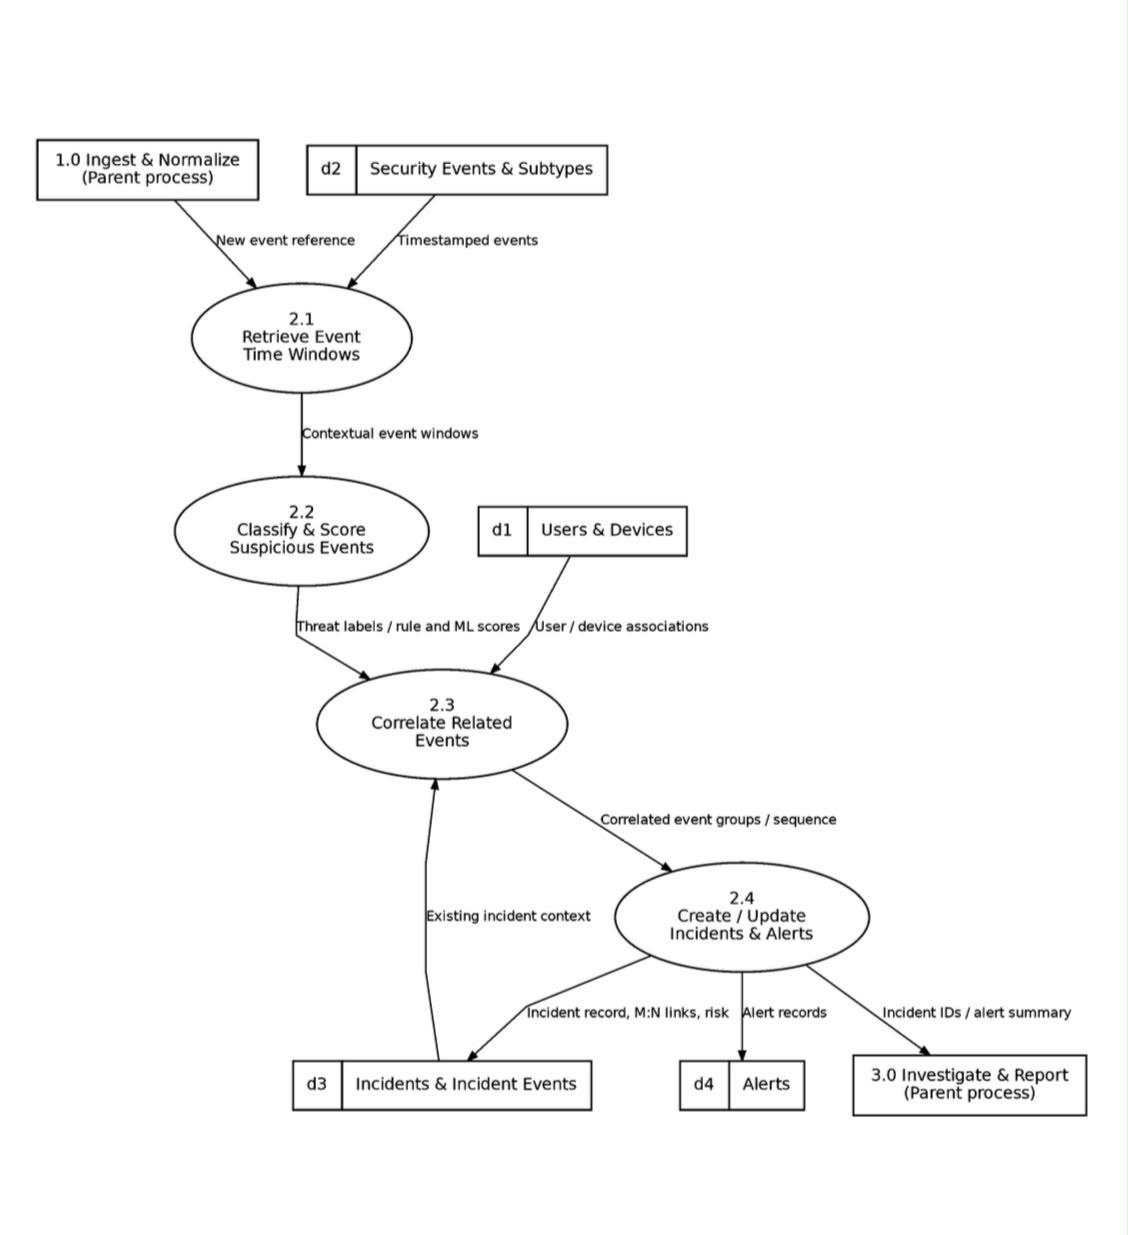 1.0 Ingest & Normalize
(Parent process)
d2
Security Events & Subtypes
New event reference
Timestamped events
2.1
Retrieve Event
Time Windows
Contextual event windows
2.2
Classify & Score
Suspicious Events
d1
Users & Devices
Threat labels / rule and ML scores
User / device associations
2.3
Correlate Related
Events
Correlated event groups / sequence
2.4
Create / Update
Incidents & Alerts
Existing incident context
Incident record, M:N links, risk
Alert records
Incident IDs / alert summary
d3
Incidents & Incident Events
d4
Alerts
3.0 Investigate & Report
(Parent process)